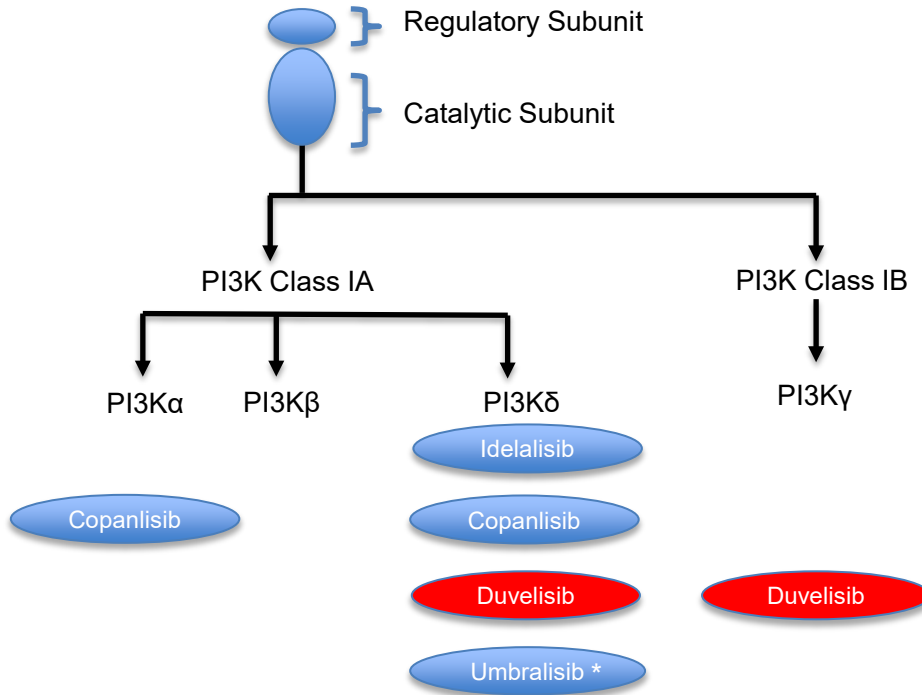 Regulatory Subunit
Catalytic Subunit
PI3K Class IA
PI3K Class IB
PI3Kα
PI3Kβ
PI3Kδ
PI3Kγ
Idelalisib
Copanlisib
Copanlisib
Duvelisib
Duvelisib
Umbralisib *